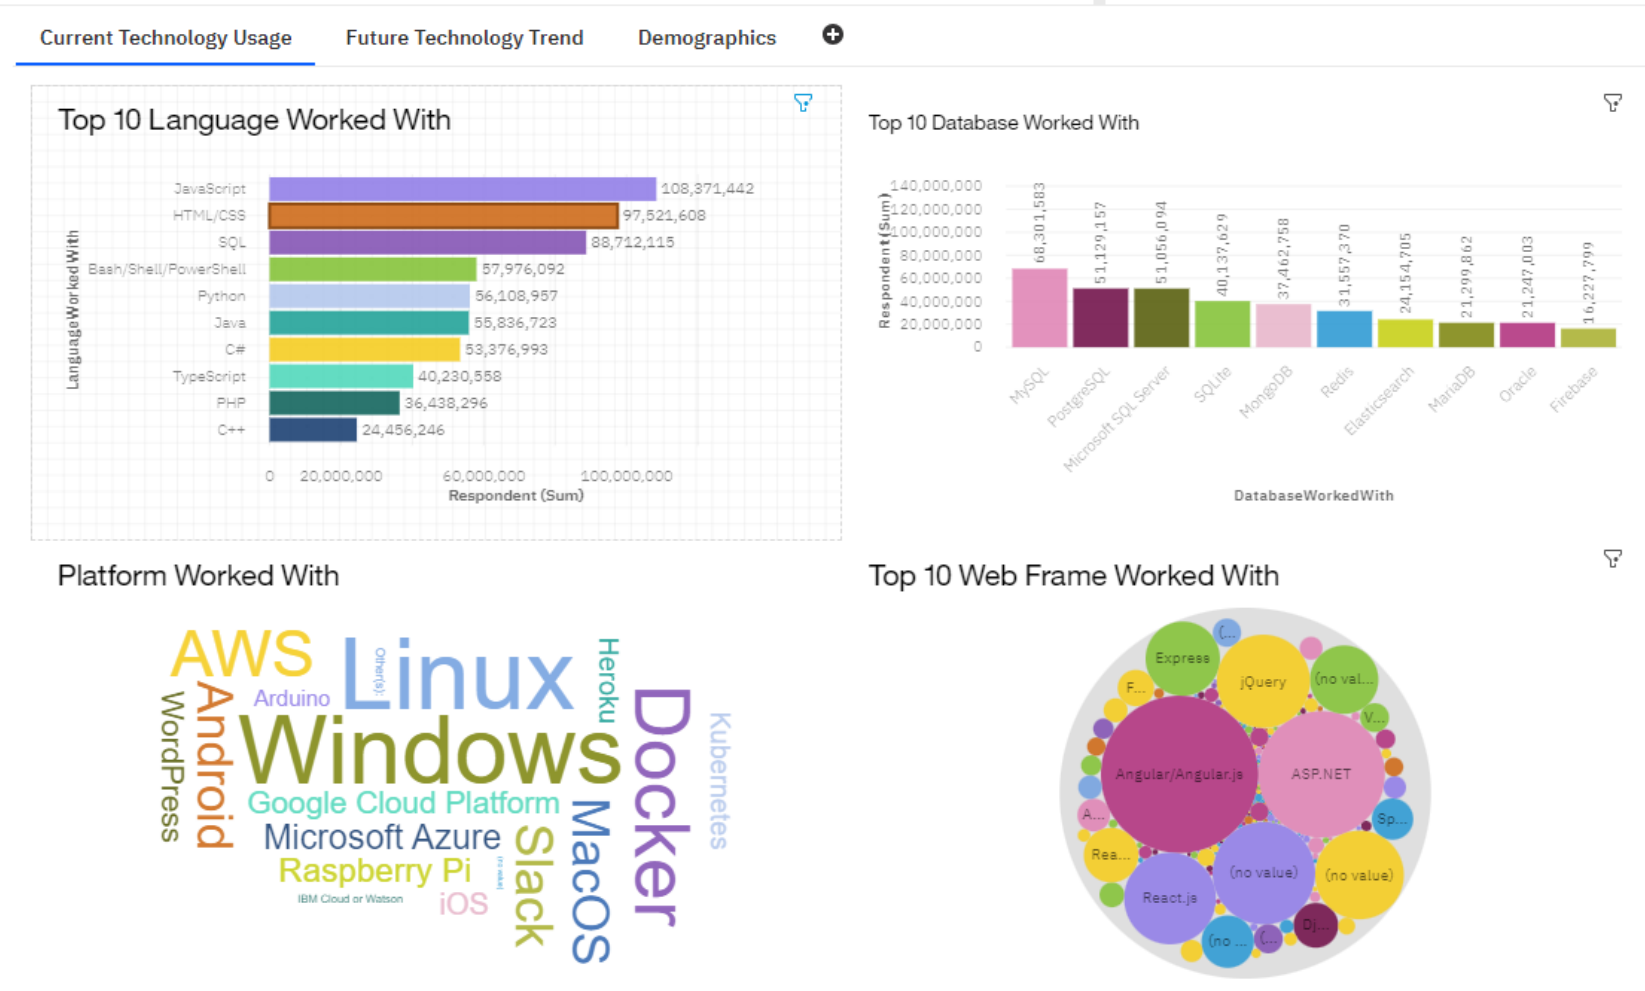 Current Technology Usage
Future Technology Trend
Demographics
Top 10 Language Worked With
LanguageWorkedWith
JavaScript 108,371,442
HTML/CSS 97,521,608
SQL 88,712,115
Bash/Shell/PowerShell 57,976,092
Python 56,108,957
Java 55,836,723
C# 53,376,993
TypeScript 40,230,558
PHP 36,438,296
C++ 24,456,246
0 20,000,000 60,000,000 100,000,000
Respondent (Sum)
Top 10 Database Worked With
Respondent (Sum)
140,000,000
120,000,000
100,000,000
80,000,000
60,000,000
40,000,000
20,000,000
0
68,301,583
51,129,157
51,056,094
40,137,629
37,462,758
31,557,370
24,154,705
21,299,862
21,247,003
16,227,799
MySQL
PostgreSQL
Microsoft SQL Server
SQLite
MongoDB
Redis
Elasticsearch
MariaDB
Oracle
Firebase
DatabaseWorkedWith
Platform Worked With
AWS
Linux
Other(s):
Heroku
Arduino
Android
WordPress
Windows
Docker
Kubernetes
Google Cloud Platform
Microsoft Azure
MacOS
Slack
Raspberry Pi
(no value)
IBM Cloud or Watson
iOS
Top 10 Web Frame Worked With
(...
Express
jQuery
(no val...
F...
V...
Angular/Angular.js
ASP.NET
A...
Sp...
Rea...
(no value)
(no value)
React.js
Dj...
(no ...
(...